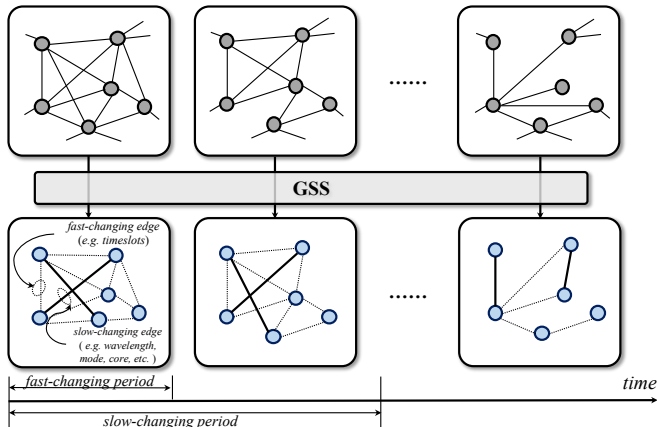 ......
GSS
fast-changing edge
(e.g. timeslots)
slow-changing edge
( e.g. wavelength,
mode, core, etc. )
......
fast-changing period
time
slow-changing period